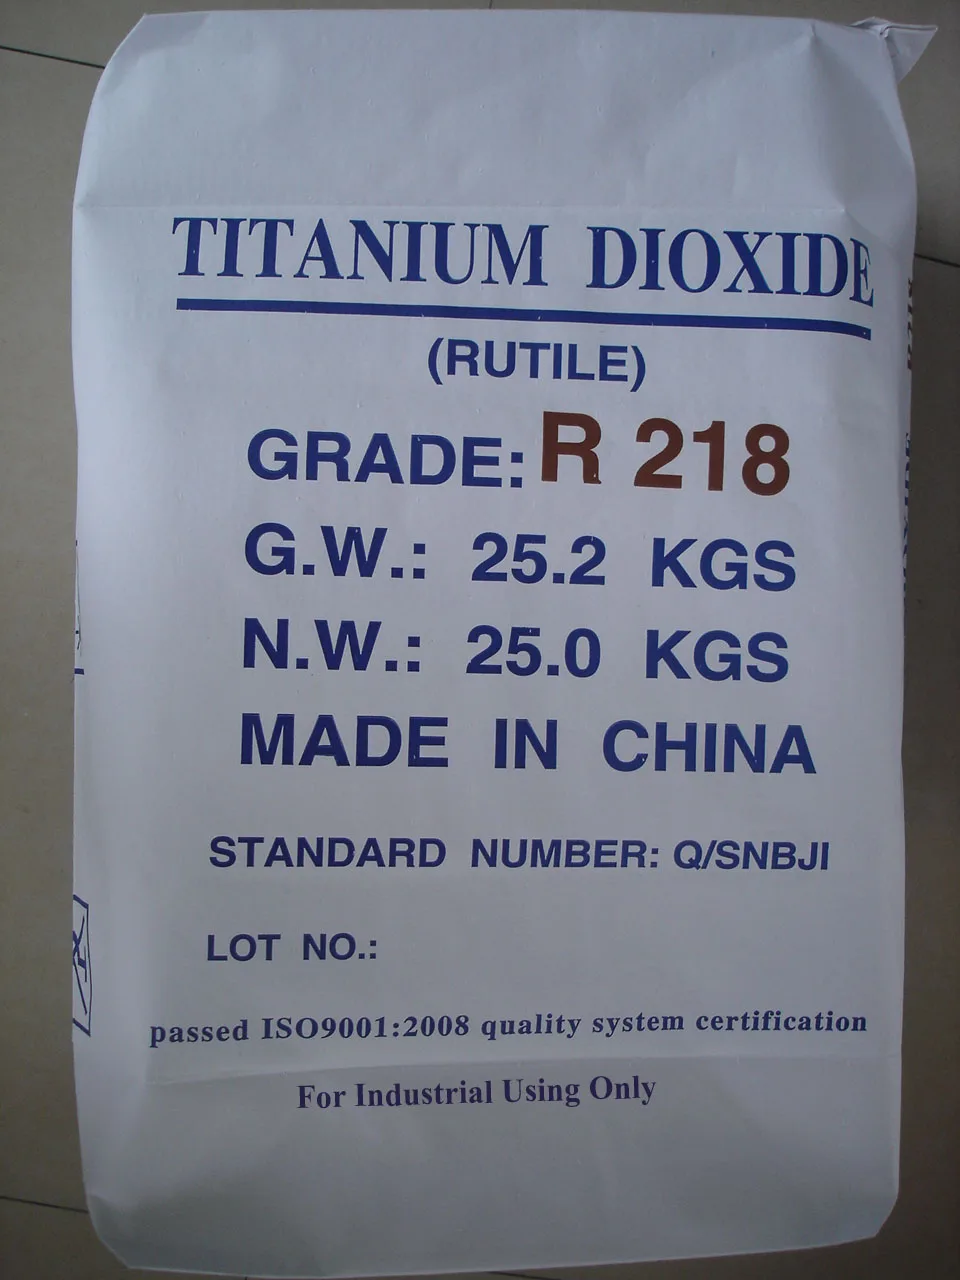 TITANIUM DIOXIDE
(RUTILE)
GRADE: R 218
G.W.: 25.2 KGS
N.W.: 25.0 KGS
MADE IN CHINA
STANDARD NUMBER: Q/SNBJI
LOT NO.:
passed ISO9001:2008 quality system certification
For Industrial Using Only